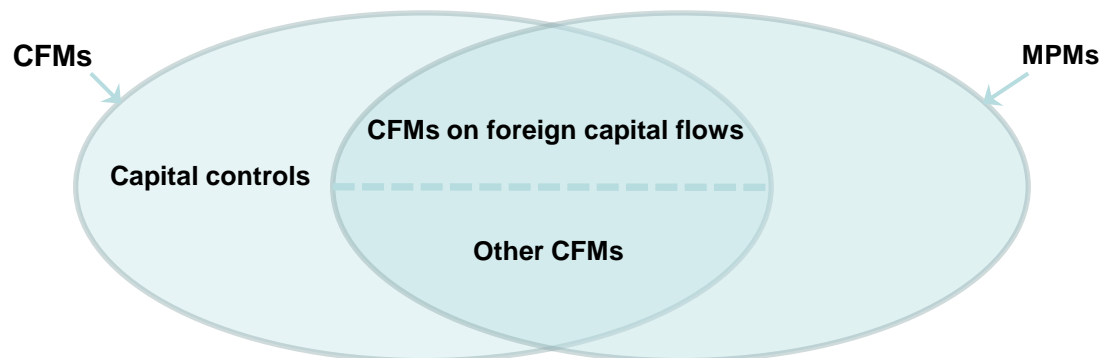 CFMs
MPMs
CFMs on foreign capital flows
Capital controls
Other CFMs